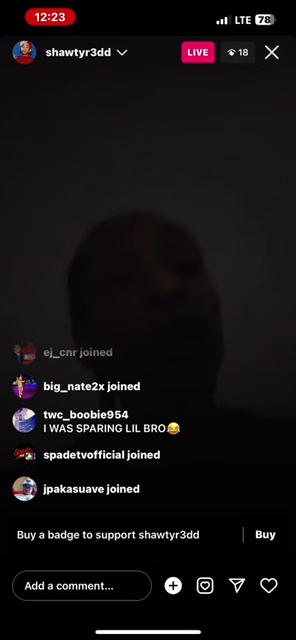 12:23
LTE 78
shawtyr3dd
LIVE
18
ej_cnr joined
big_nate2x joined
twc_boobie954
I WAS SPARING LIL BRO😂
spadetvofficial joined
jpakasuave joined
Buy a badge to support shawtyr3dd
Buy
Add a comment...